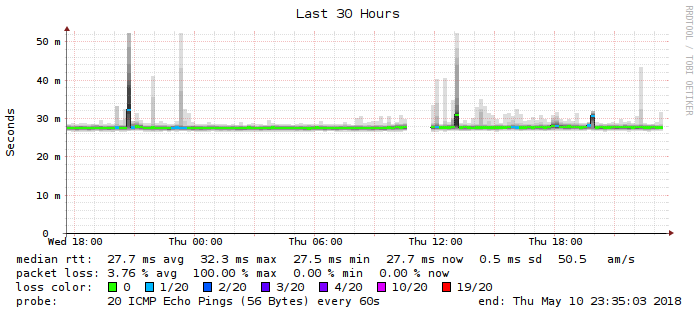 Last 30 Hours
RRDTOOL / TOBI OETIKER
Seconds
50 m
40 m
30 m
20 m
10 m
0
Wed 18:00 Thu 00:00 Thu 06:00 Thu 12:00 Thu 18:00
median rtt: 27.7 ms avg 32.3 ms max 27.5 ms min 27.7 ms now 0.5 ms sd 50.5 am/s
packet loss: 3.76 % avg 100.00 % max 0.00 % min 0.00 % now
loss color: 0 1/20 2/20 3/20 4/20 10/20 19/20
probe: 20 ICMP Echo Pings (56 Bytes) every 60s end: Thu May 10 23:35:03 2018